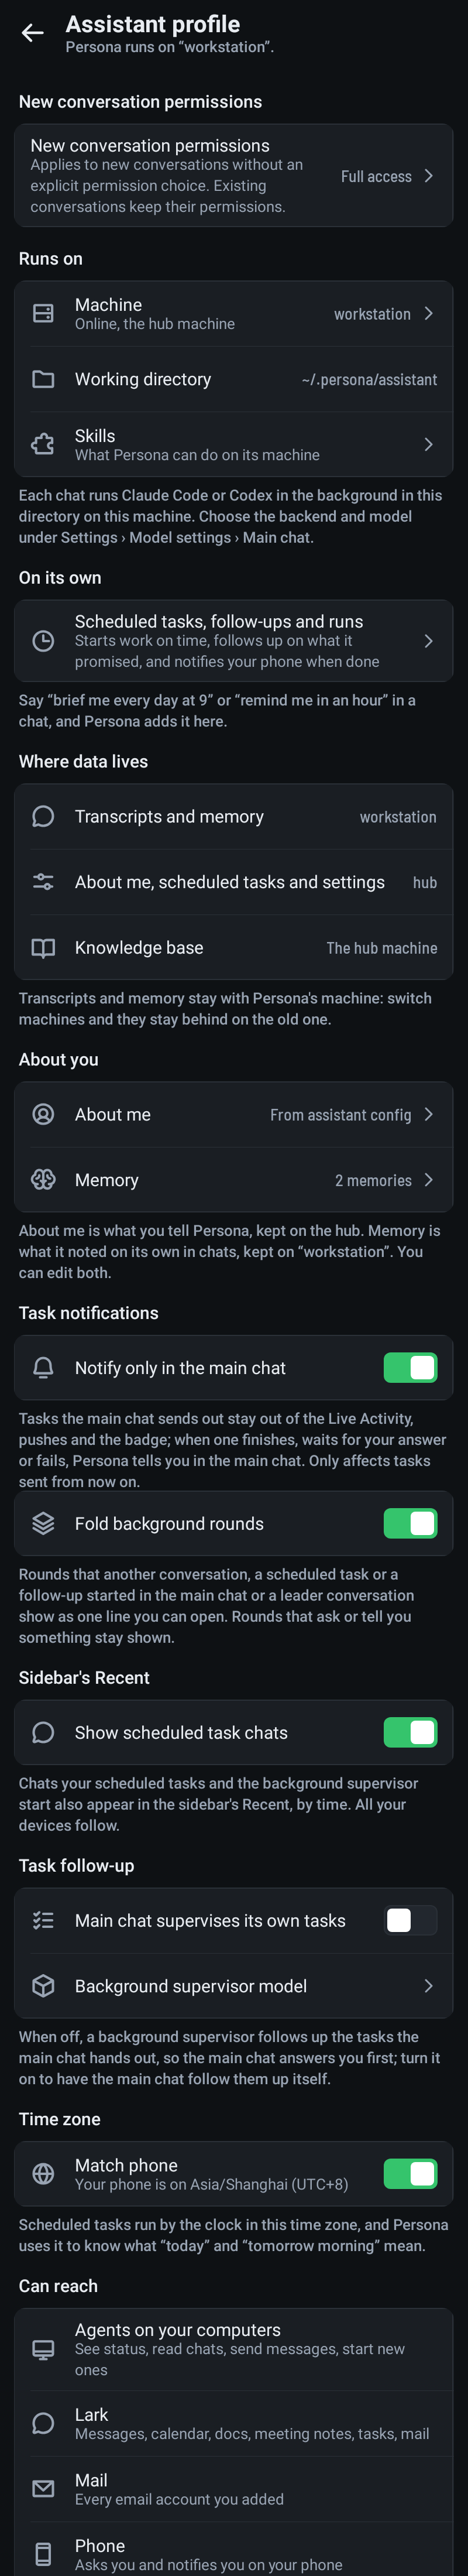 Assistant profile
Persona runs on “workstation”.
New conversation permissions
New conversation permissions
Applies to new conversations without an
explicit permission choice. Existing
conversations keep their permissions.
Full access
Runs on
Machine
Online, the hub machine
workstation
Working directory
~/.persona/assistant
Skills
What Persona can do on its machine
Each chat runs Claude Code or Codex in the background in this
directory on this machine. Choose the backend and model
under Settings › Model settings › Main chat.
On its own
Scheduled tasks, follow-ups and runs
Starts work on time, follows up on what it
promised, and notifies your phone when done
Say “brief me every day at 9” or “remind me in an hour” in a
chat, and Persona adds it here.
Where data lives
Transcripts and memory
workstation
About me, scheduled tasks and settings
hub
Knowledge base
The hub machine
Transcripts and memory stay with Persona's machine: switch
machines and they stay behind on the old one.
About you
About me
From assistant config
Memory
2 memories
About me is what you tell Persona, kept on the hub. Memory is
what it noted on its own in chats, kept on “workstation”. You
can edit both.
Task notifications
Notify only in the main chat
Tasks the main chat sends out stay out of the Live Activity,
pushes and the badge; when one finishes, waits for your answer
or fails, Persona tells you in the main chat. Only affects tasks
sent from now on.
Fold background rounds
Rounds that another conversation, a scheduled task or a
follow-up started in the main chat or a leader conversation
show as one line you can open. Rounds that ask or tell you
something stay shown.
Sidebar's Recent
Show scheduled task chats
Chats your scheduled tasks and the background supervisor
start also appear in the sidebar's Recent, by time. All your
devices follow.
Task follow-up
Main chat supervises its own tasks
Background supervisor model
When off, a background supervisor follows up the tasks the
main chat hands out, so the main chat answers you first; turn it
on to have the main chat follow them up itself.
Time zone
Match phone
Your phone is on Asia/Shanghai (UTC+8)
Scheduled tasks run by the clock in this time zone, and Persona
uses it to know what “today” and “tomorrow morning” mean.
Can reach
Agents on your computers
See status, read chats, send messages, start new
ones
Lark
Messages, calendar, docs, meeting notes, tasks, mail
Mail
Every email account you added
Phone
Asks you and notifies you on your phone